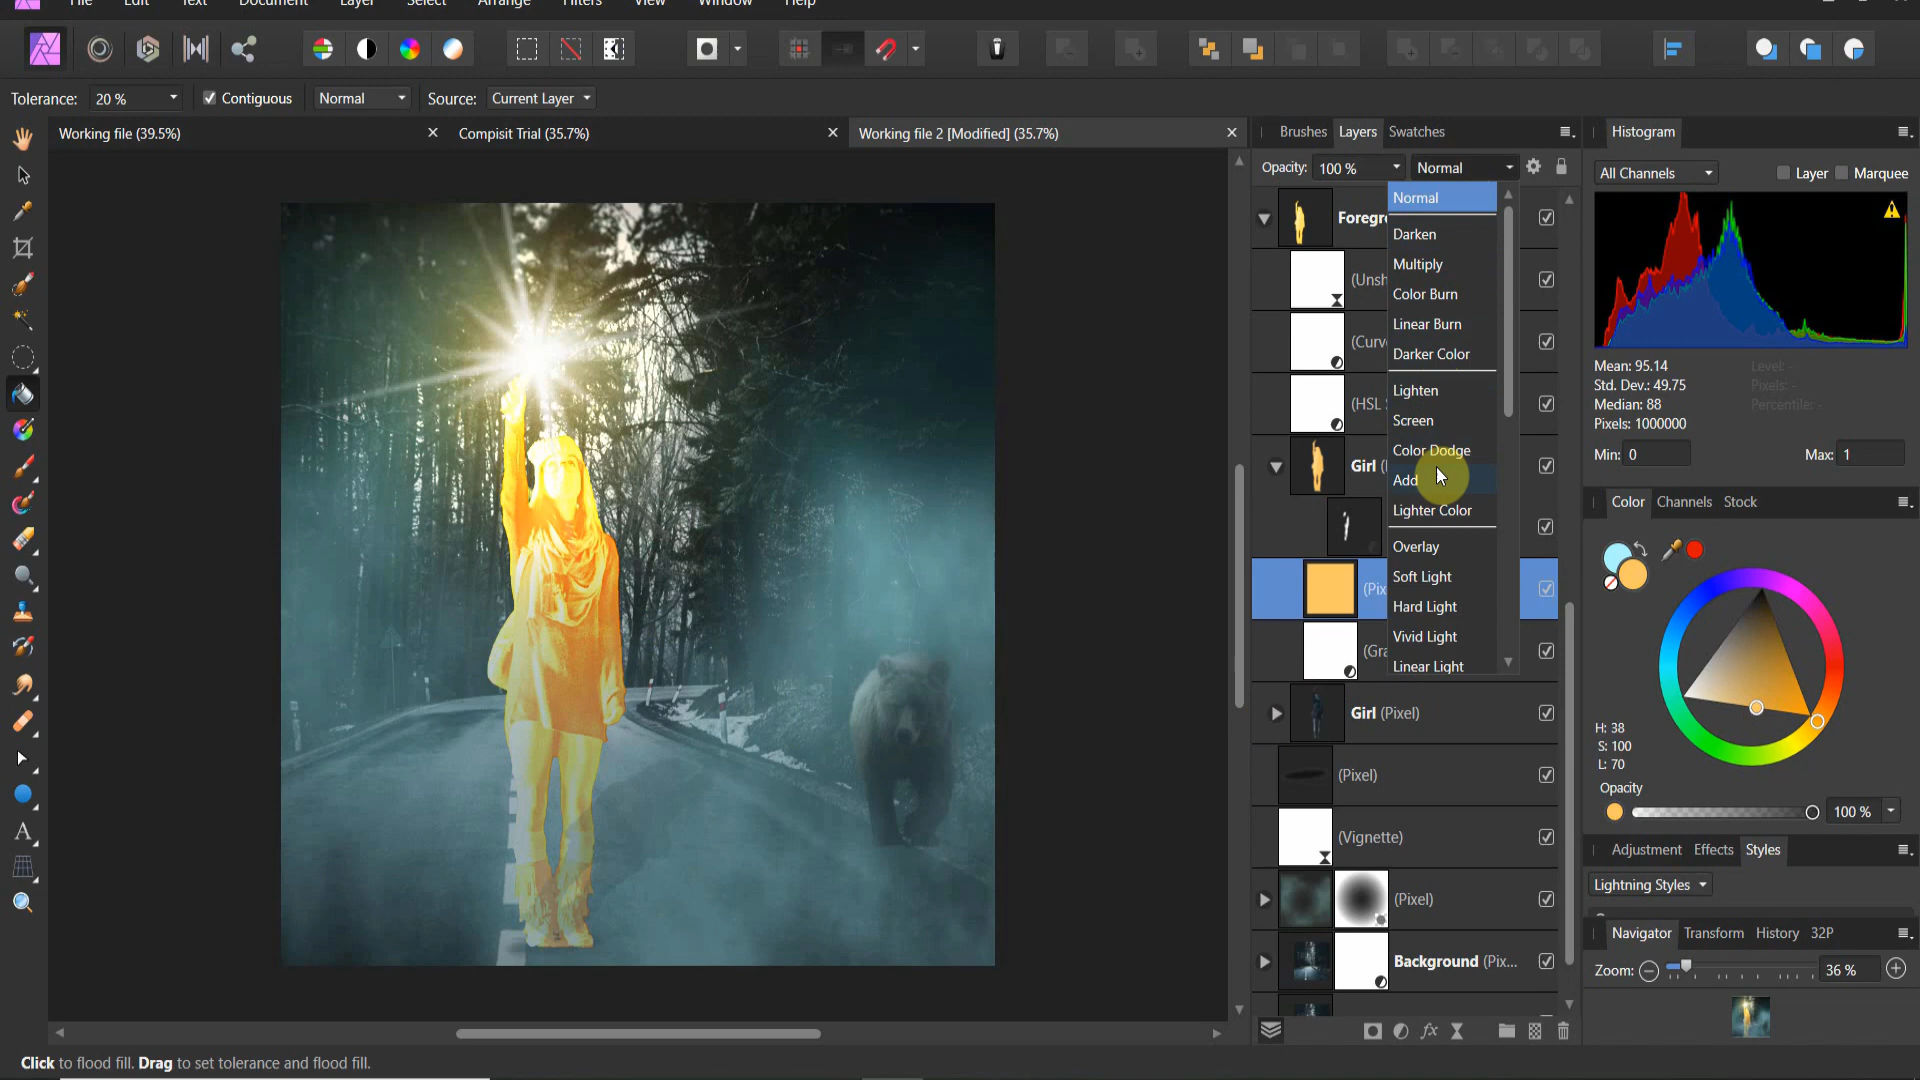 File Edit Text Document Layer Select Arrange Filters View Window Help
Tolerance: 20 % Contiguous Normal Source: Current Layer
Working file (39.5%)
Compisit Trial (35.7%)
Working file 2 [Modified] (35.7%)
Brushes Layers Swatches
Opacity: 100 % Normal
Normal
Darken
Multiply
Color Burn
Linear Burn
Darker Color
Lighten
Screen
Color Dodge
Add
Lighter Color
Overlay
Soft Light
Hard Light
Vivid Light
Linear Light
Foregr
(Unsh
(Curv
(HSL
Girl (
(Pix
(Gra
Girl (Pixel)
(Pixel)
(Vignette)
(Pixel)
Background (Pix...
Histogram
All Channels Layer Marquee
Mean: 95.14
Std. Dev.: 49.75
Median: 88
Pixels: 1000000
Level: -
Pixels: -
Percentile: -
Min: 0 Max: 1
Color Channels Stock
H: 38
S: 100
L: 70
Opacity
100 %
Adjustment Effects Styles
Lightning Styles
Navigator Transform History 32P
Zoom: 36 %
Click to flood fill. Drag to set tolerance and flood fill.